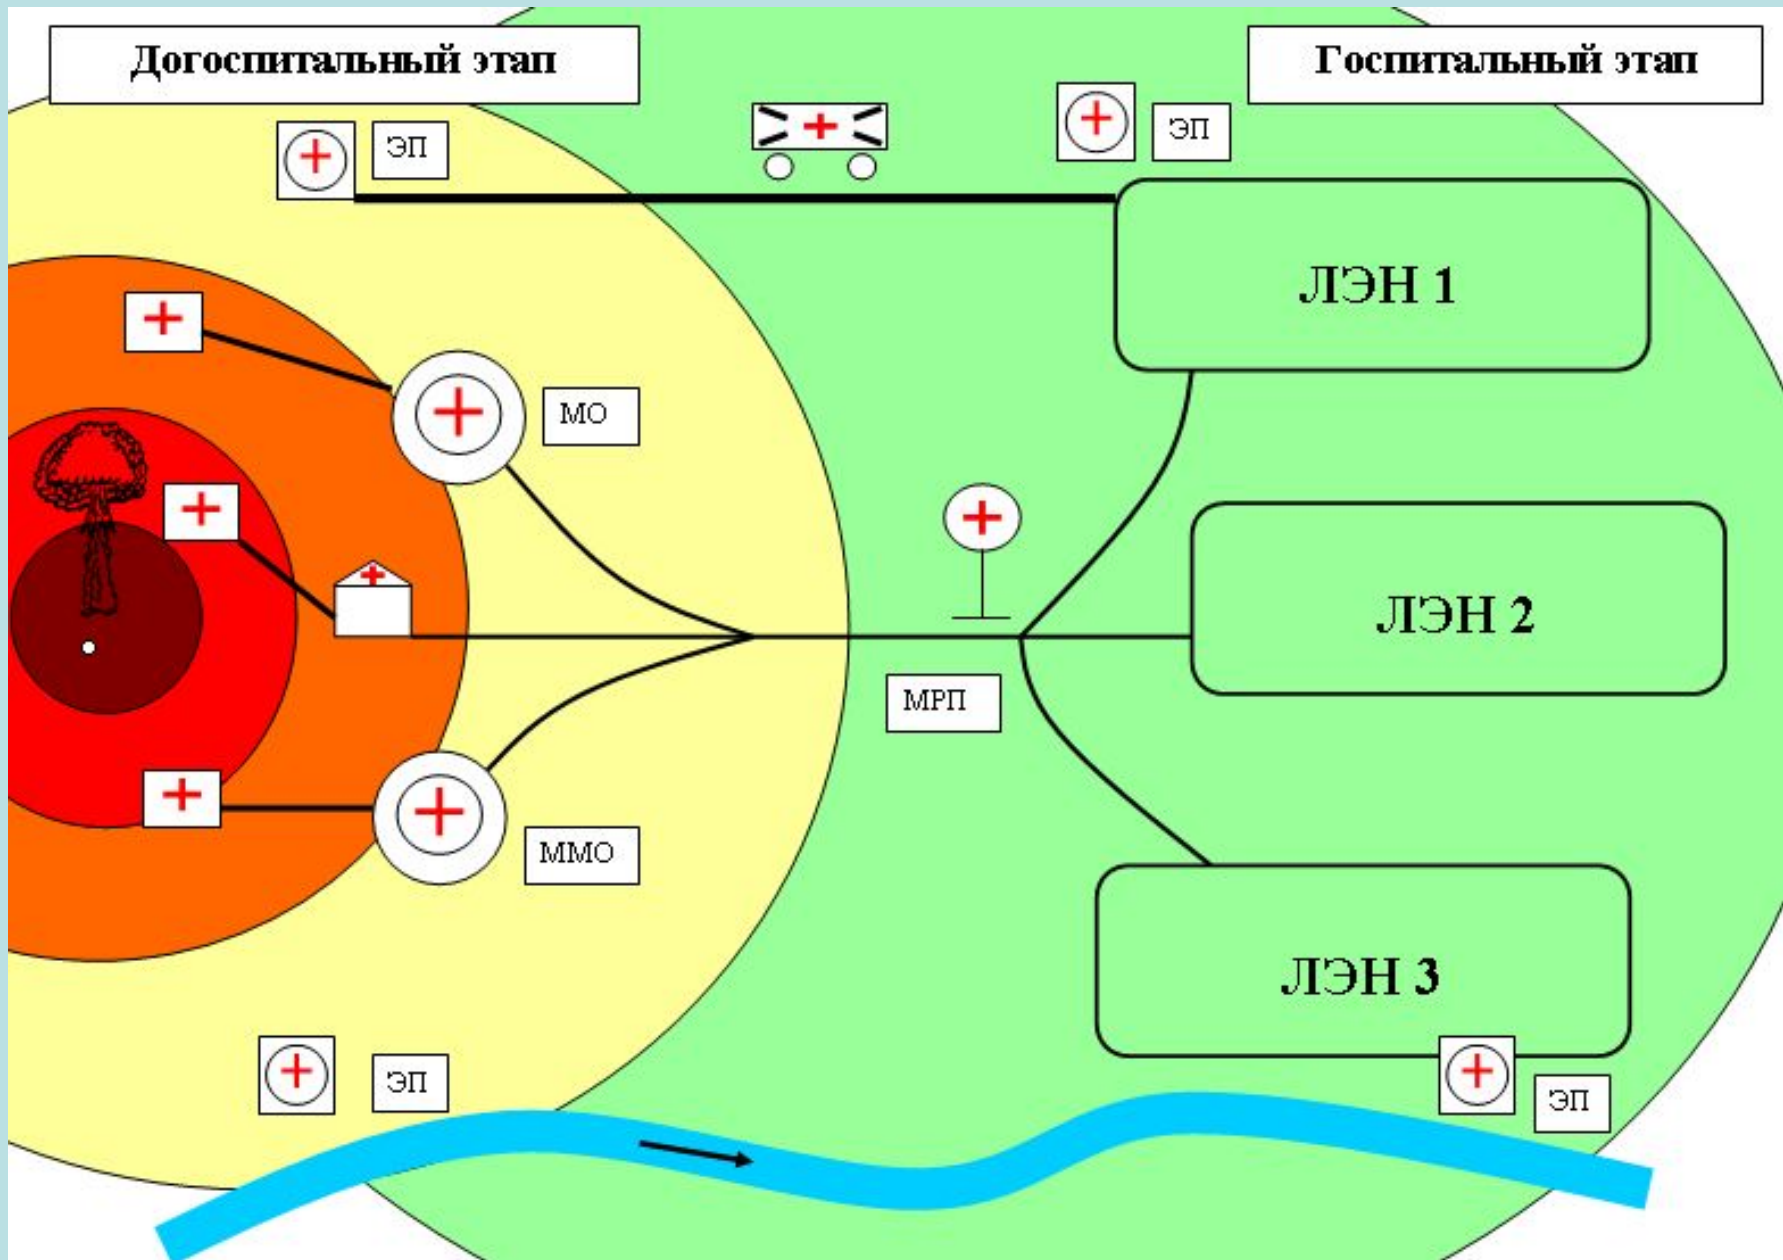 Догоспитальный этап
Госпитальный этап
ЭП
ЭП
ЛЭН 1
МО
ЛЭН 2
МРП
ММО
ЛЭН 3
ЭП
ЭП